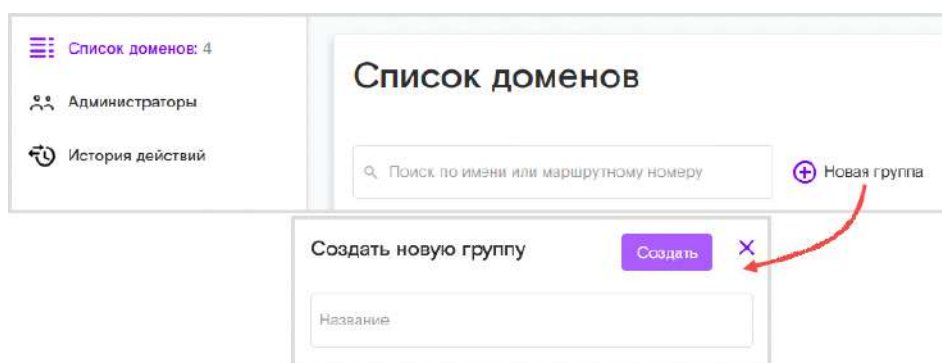 Список доменов: 4
Администраторы
История действий
Список доменов
Поиск по имени или маршрутному номеру
Новая группа
Создать новую группу
Создать
Название